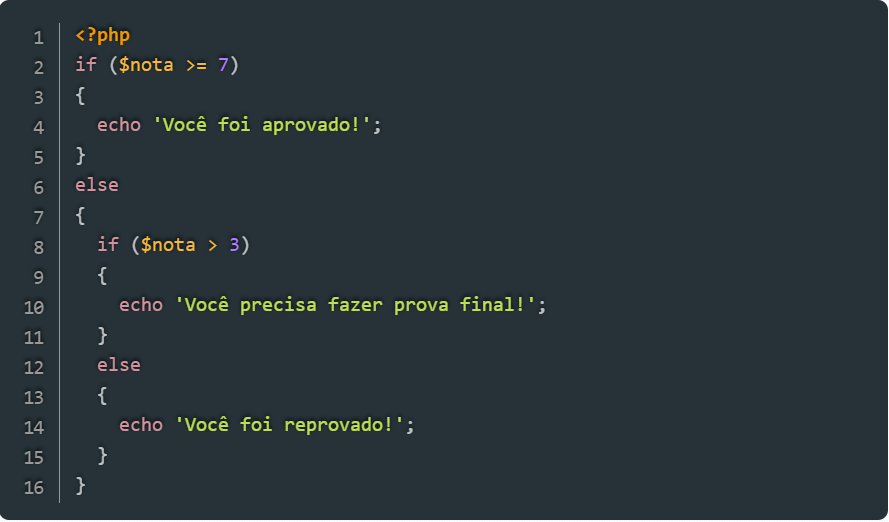 1 <?php
2 if ($nota >= 7)
3 {
4   echo 'Você foi aprovado!';
5 }
6 else
7 {
8   if ($nota > 3)
9   {
10     echo 'Você precisa fazer prova final!';
11   }
12   else
13   {
14     echo 'Você foi reprovado!';
15   }
16 }